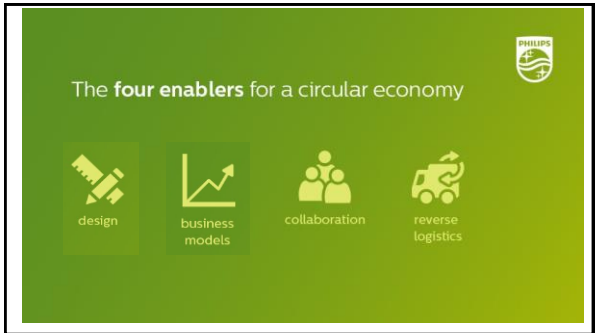 PHILIPS
The four enablers for a circular economy
design
business
models
collaboration
reverse
logistics